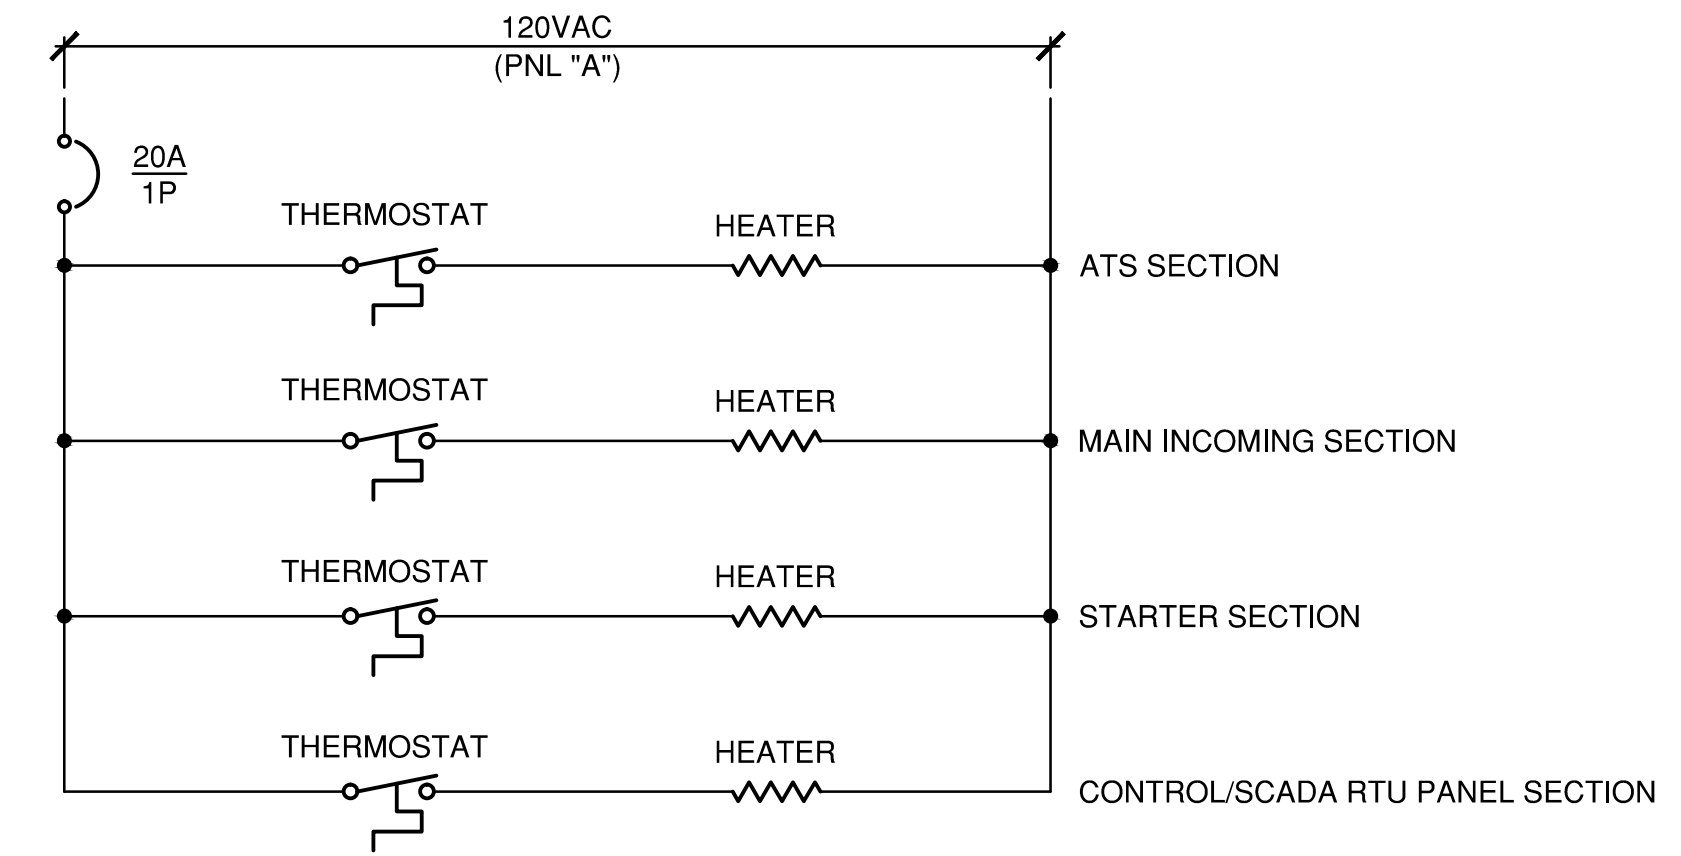 120VAC
(PNL "A")
20A
1P
THERMOSTAT
HEATER
ATS SECTION
THERMOSTAT
HEATER
MAIN INCOMING SECTION
THERMOSTAT
HEATER
STARTER SECTION
THERMOSTAT
HEATER
CONTROL/SCADA RTU PANEL SECTION